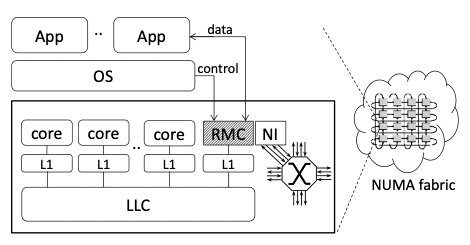 App
..
App
data
OS
control
core
core
..
core
RMC
NI
L1
L1
L1
L1
LLC
NUMA fabric